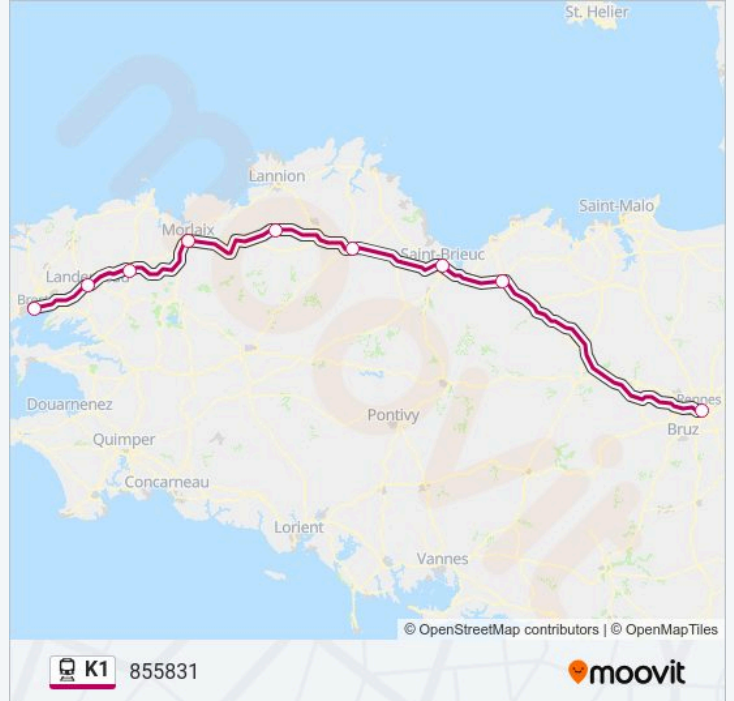 St. Helier
Lannion
Saint-Malo
Morlaix
Saint-Brieuc
Rennes
Douarnenez
Pontivy
Bruz
Quimper
Concarneau
Lorient
Vannes
© OpenStreetMap contributors | © OpenMapTiles
K1 855831 moovit